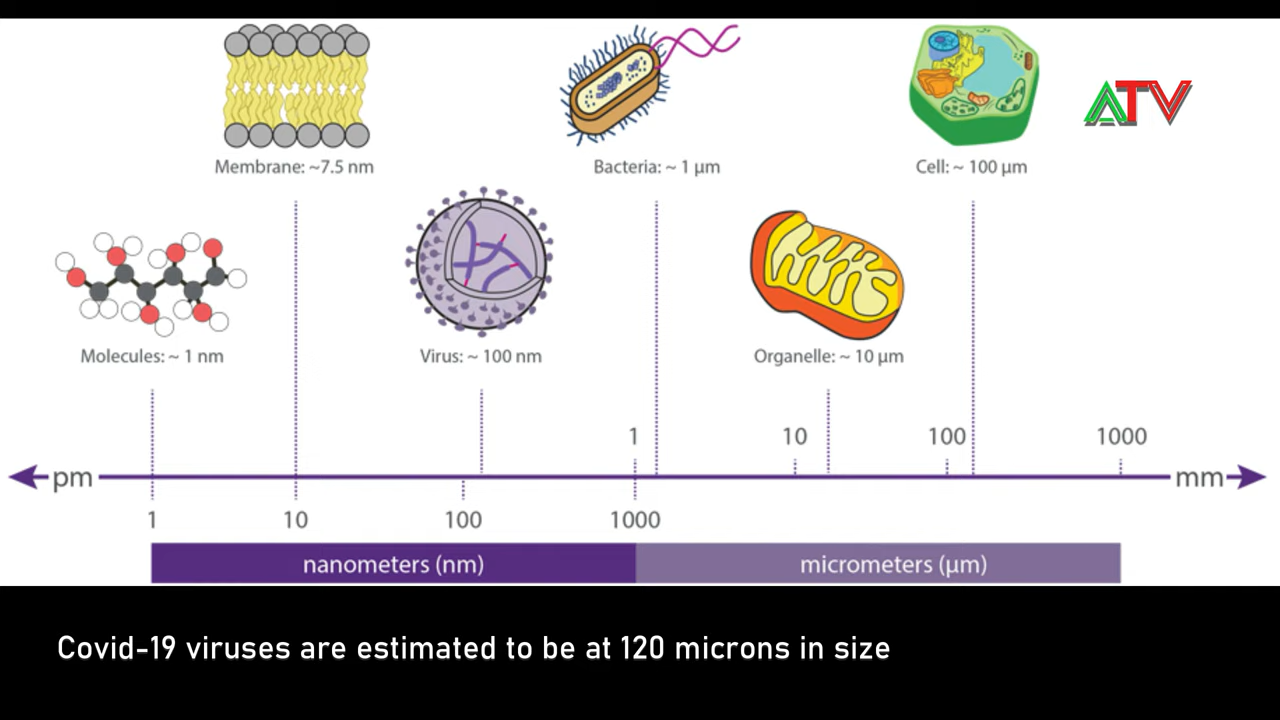 ATV
Membrane: ~7.5 nm
Bacteria: ~ 1 µm
Cell: ~ 100 µm
Molecules: ~ 1 nm
Virus: ~ 100 nm
Organelle: ~ 10 µm
1 10 100 1000
pm mm
1 10 100 1000
nanometers (nm) micrometers (µm)
Covid-19 viruses are estimated to be at 120 microns in size